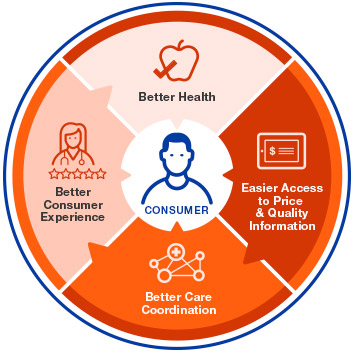 Better Health
Easier Access
to Price
& Quality
Information
$
Better Care
Coordination
Better
Consumer
Experience
CONSUMER